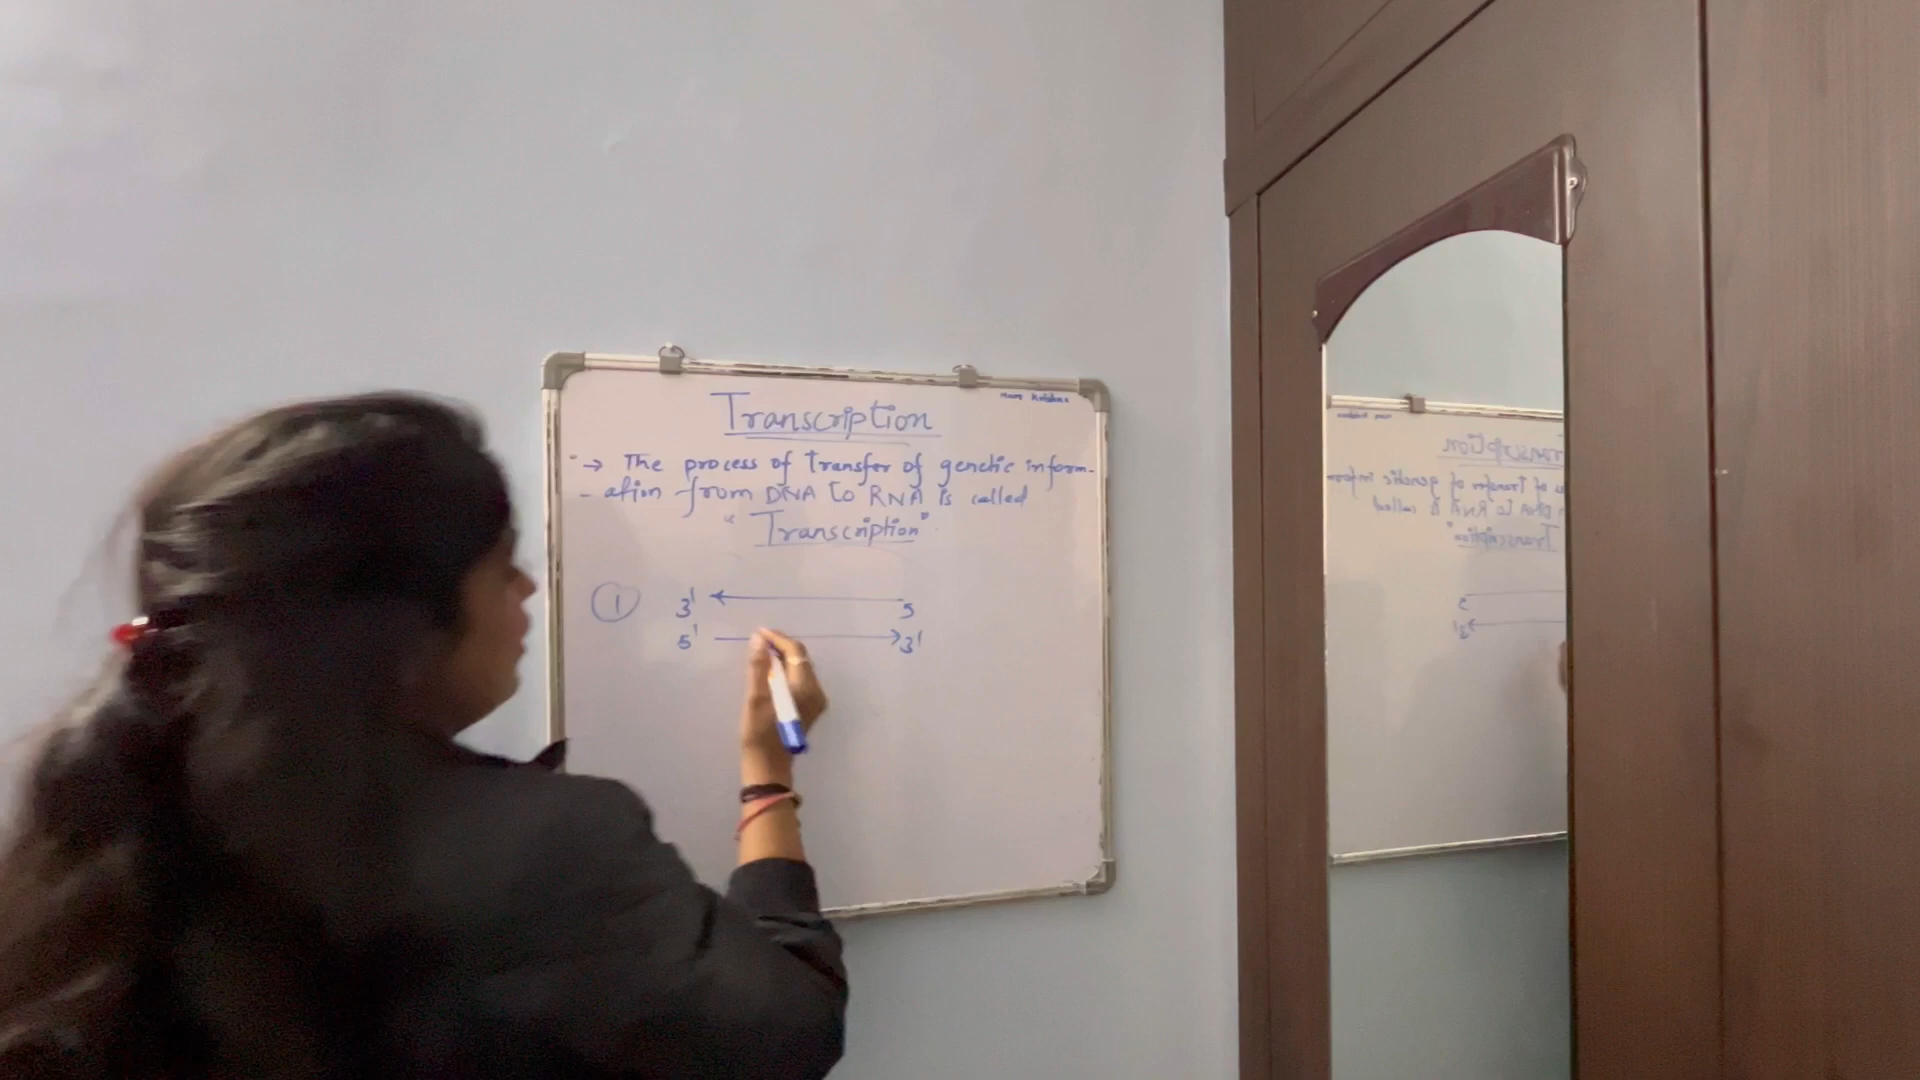 Transcription
→ The process of transfer of genetic inform-
- ation from DNA to RNA is called
" Transcription".
1 3' 5
5' 3'